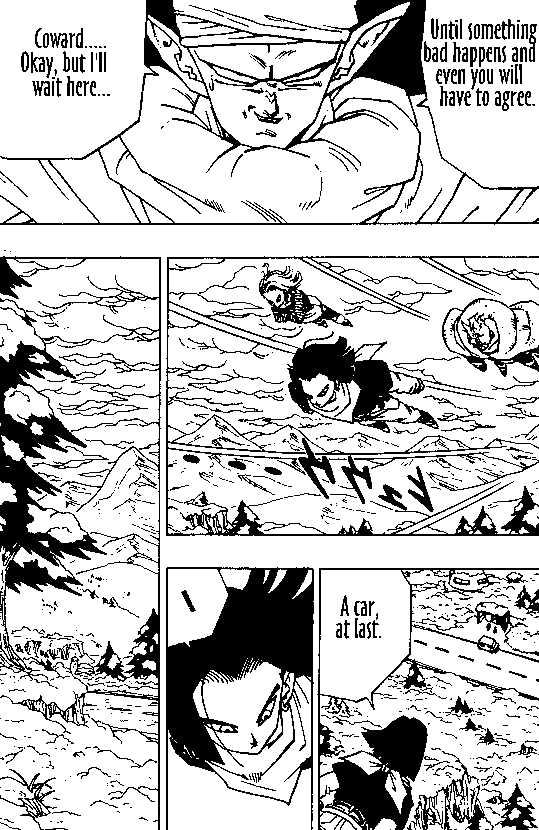 Until something
bad happens and
even you will
have to agree.
Coward.....
Okay, but I'll
wait here...
!
A car,
at last.